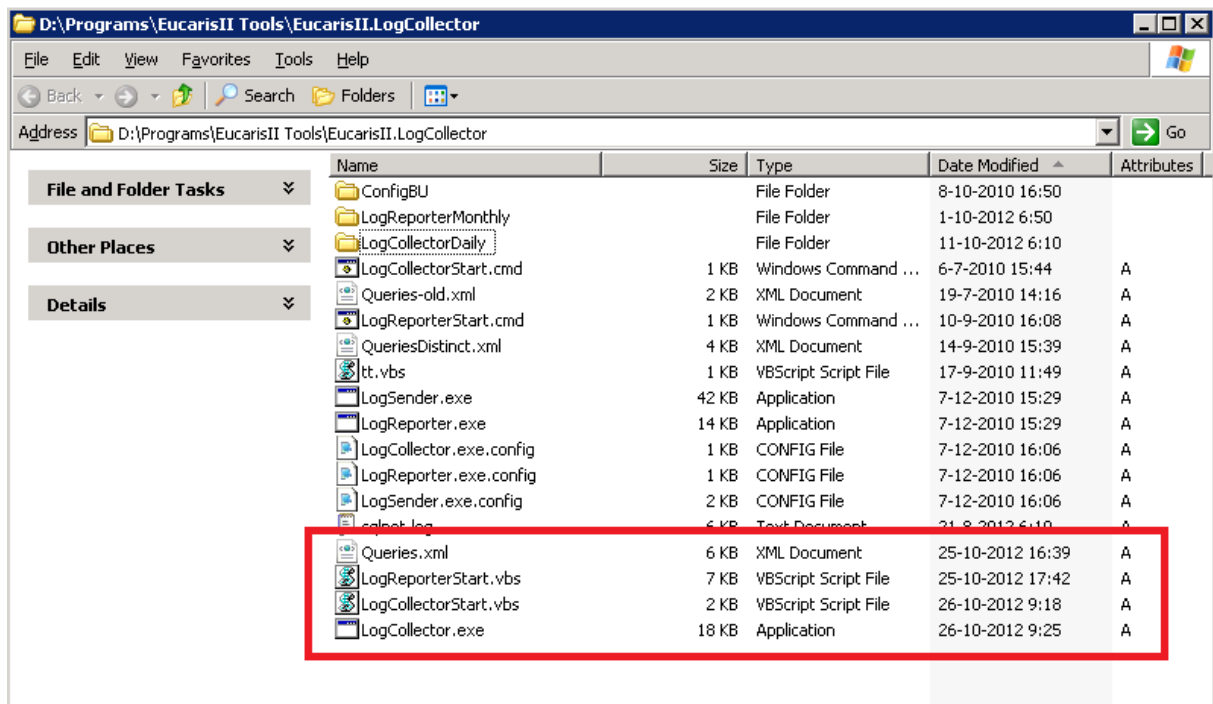 D:\Programs\EucarisII Tools\EucarisII.LogCollector
File Edit View Favorites Tools Help
Back Search Folders
Address D:\Programs\EucarisII Tools\EucarisII.LogCollector Go
File and Folder Tasks
Other Places
Details
Name Size Type Date Modified Attributes
ConfigBU File Folder 8-10-2010 16:50
LogReporterMonthly File Folder 1-10-2012 6:50
LogCollectorDaily File Folder 11-10-2012 6:10
LogCollectorStart.cmd 1 KB Windows Command ... 6-7-2010 15:44 A
Queries-old.xml 2 KB XML Document 19-7-2010 14:16 A
LogReporterStart.cmd 1 KB Windows Command ... 10-9-2010 16:08 A
QueriesDistinct.xml 4 KB XML Document 14-9-2010 15:39 A
tt.vbs 1 KB VBScript Script File 17-9-2010 11:49 A
LogSender.exe 42 KB Application 7-12-2010 15:29 A
LogReporter.exe 14 KB Application 7-12-2010 15:29 A
LogCollector.exe.config 1 KB CONFIG File 7-12-2010 16:06 A
LogReporter.exe.config 1 KB CONFIG File 7-12-2010 16:06 A
LogSender.exe.config 2 KB CONFIG File 7-12-2010 16:06 A
sqlnet.log 6 KB Text Document 21-8-2012 6:10 A
Queries.xml 6 KB XML Document 25-10-2012 16:39 A
LogReporterStart.vbs 7 KB VBScript Script File 25-10-2012 17:42 A
LogCollectorStart.vbs 2 KB VBScript Script File 26-10-2012 9:18 A
LogCollector.exe 18 KB Application 26-10-2012 9:25 A